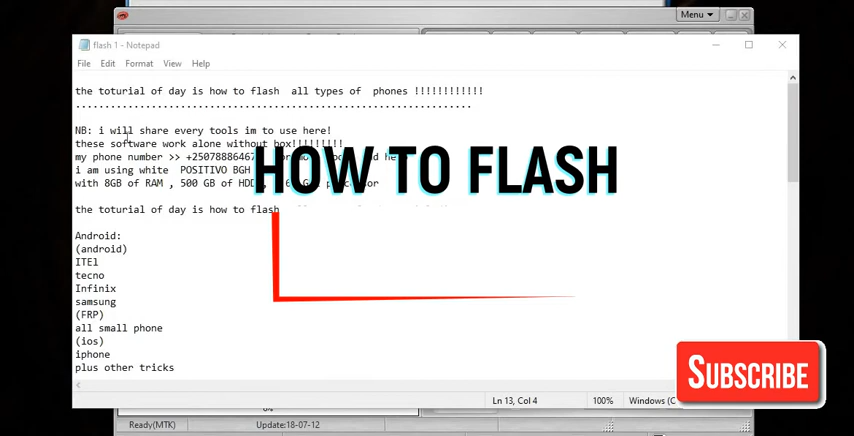 Menu
flash 1 - Notepad
File Edit Format View Help
the toturial of day is how to flash all types of phones !!!!!!!!!!!!
NB: i will share every tools im to use here!
these software work alone without box!!!!!!!!!
my phone number >> +25078886467
i am using white POSITIVO BGH
with 8GB of RAM , 500 GB of HDD,
HOW TO FLASH
the toturial of day is how to flash
Android:
(android)
ITEl
tecno
Infinix
samsung
(FRP)
all small phone
(ios)
iphone
plus other tricks
SUBSCRIBE
Ln 13, Col 4 100% Windows (C
Ready(MTK) Update:18-07-12